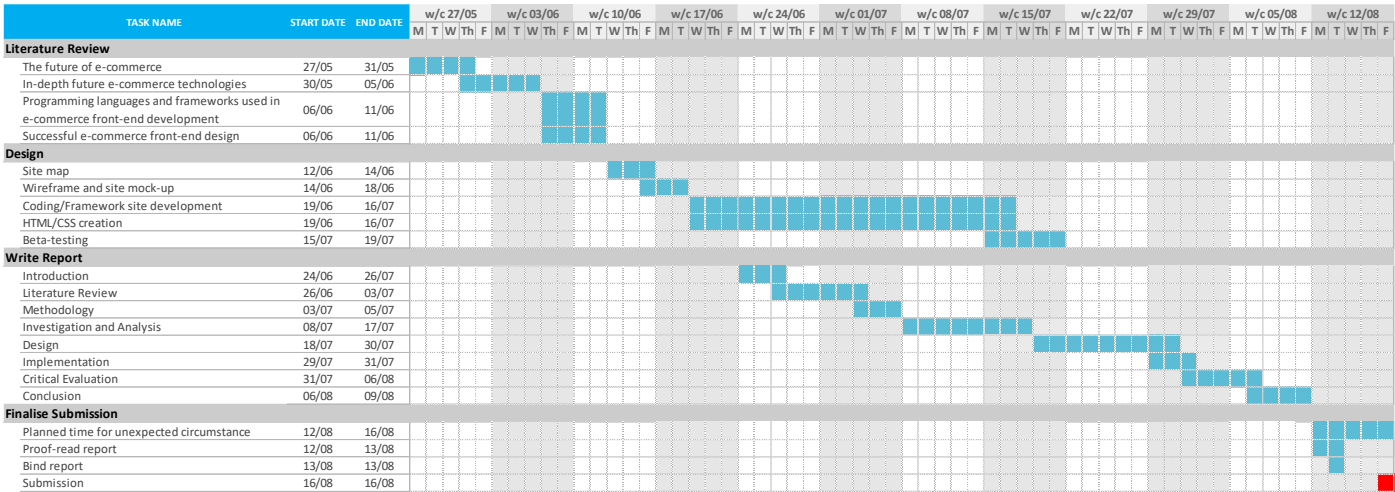 TASK NAME START DATE END DATE w/c 27/05 w/c 03/06 w/c 10/06 w/c 17/06 w/c 24/06 w/c 01/07 w/c 08/07 w/c 15/07 w/c 22/07 w/c 29/07 w/c 05/08 w/c 12/08
M T W Th F M T W Th F M T W Th F M T W Th F M T W Th F M T W Th F M T W Th F M T W Th F M T W Th F M T W Th F M T W Th F M T W Th F
Literature Review
The future of e-commerce 27/05 31/05
In-depth future e-commerce technologies 30/05 05/06
Programming languages and frameworks used in
e-commerce front-end development 06/06 11/06
Successful e-commerce front-end design 06/06 11/06
Design
Site map 12/06 14/06
Wireframe and site mock-up 14/06 18/06
Coding/Framework site development 19/06 16/07
HTML/CSS creation 19/06 16/07
Beta-testing 15/07 19/07
Write Report
Introduction 24/06 26/07
Literature Review 26/06 03/07
Methodology 03/07 05/07
Investigation and Analysis 08/07 17/07
Design 18/07 30/07
Implementation 29/07 31/07
Critical Evaluation 31/07 06/08
Conclusion 06/08 09/08
Finalise Submission
Planned time for unexpected circumstance 12/08 16/08
Proof-read report 12/08 13/08
Bind report 13/08 13/08
Submission 16/08 16/08